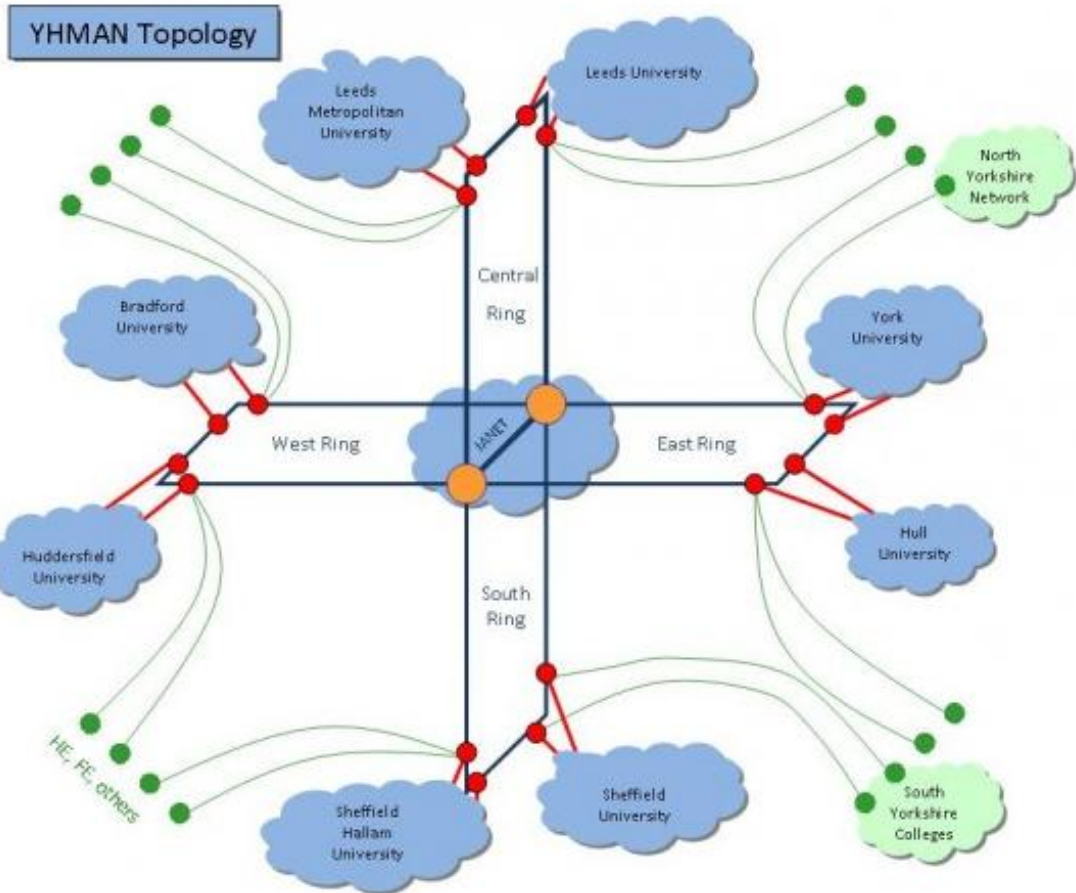 YHMAN Topology
Leeds
Metropolitan
University
Leeds University
North
Yorkshire
Network
Central
Ring
Bradford
University
York
University
West Ring
JANET
East Ring
Huddersfield
University
Hull
University
South
Ring
HE, FE, others
Sheffield
Hallam
University
Sheffield
University
South
Yorkshire
Colleges